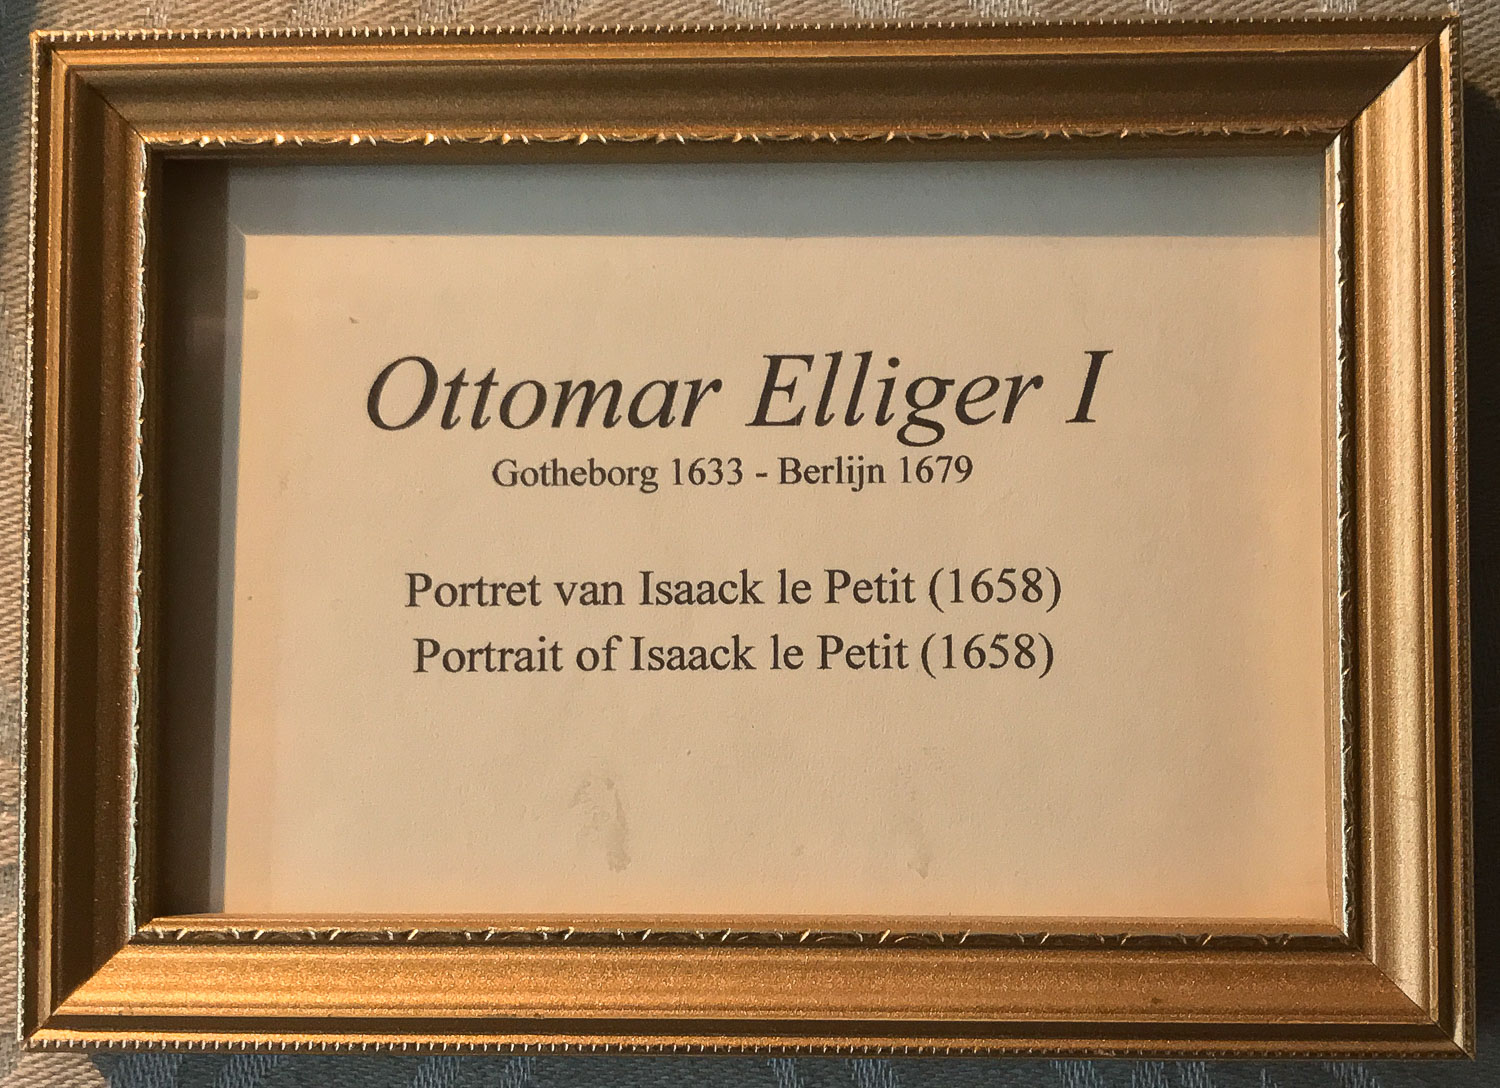 Ottomar Elliger I
Gotheborg 1633 - Berlijn 1679
Portret van Isaack le Petit (1658)
Portrait of Isaack le Petit (1658)